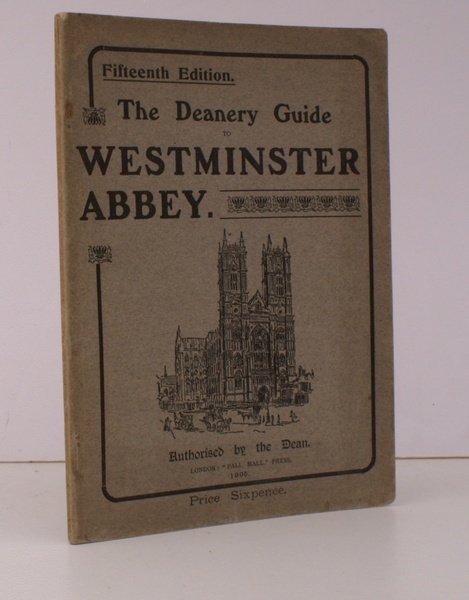 Fifteenth Edition.
The Deanery Guide
TO
WESTMINSTER
ABBEY.
Authorised by the Dean.
LONDON: "PALL MALL" PRESS.
Price Sixpence.